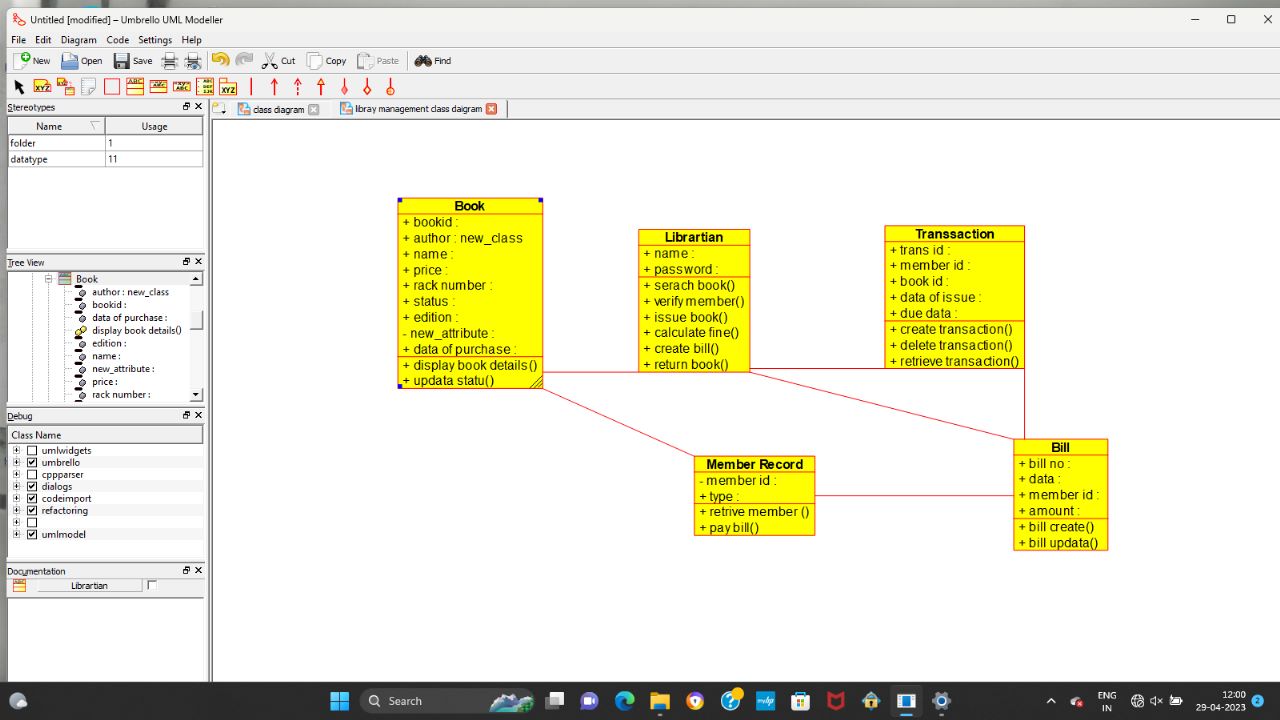 Untitled [modified] – Umbrello UML Modeller
File Edit Diagram Code Settings Help
New Open Save Cut Copy Paste Find
Stereotypes
Name Usage
folder 1
datatype 11
Tree View
Book
author : new_class
bookid :
data of purchase :
display book details()
edition :
name :
new_attribute :
price :
rack number :
Debug
Class Name
umlwidgets
umbrello
cppparser
dialogs
codeimport
refactoring
umlmodel
Documentation
Librartian
class diagram
libray management class daigram
Book
+ bookid :
+ author : new_class
+ name :
+ price :
+ rack number :
+ status :
+ edition :
- new_attribute :
+ data of purchase :
+ display book details()
+ updata statu()
Librartian
+ name :
+ password :
+ serach book()
+ verify member()
+ issue book()
+ calculate fine()
+ create bill()
+ return book()
Transsaction
+ trans id :
+ member id :
+ book id :
+ data of issue :
+ due data :
+ create transaction()
+ delete transaction()
+ retrieve transaction()
Member Record
- member id :
+ type :
+ retrive member ()
+ pay bill()
Bill
+ bill no :
+ data :
+ member id :
+ amount :
+ bill create()
+ bill updata()
Search
ENG
IN
12:00
29-04-2023
2